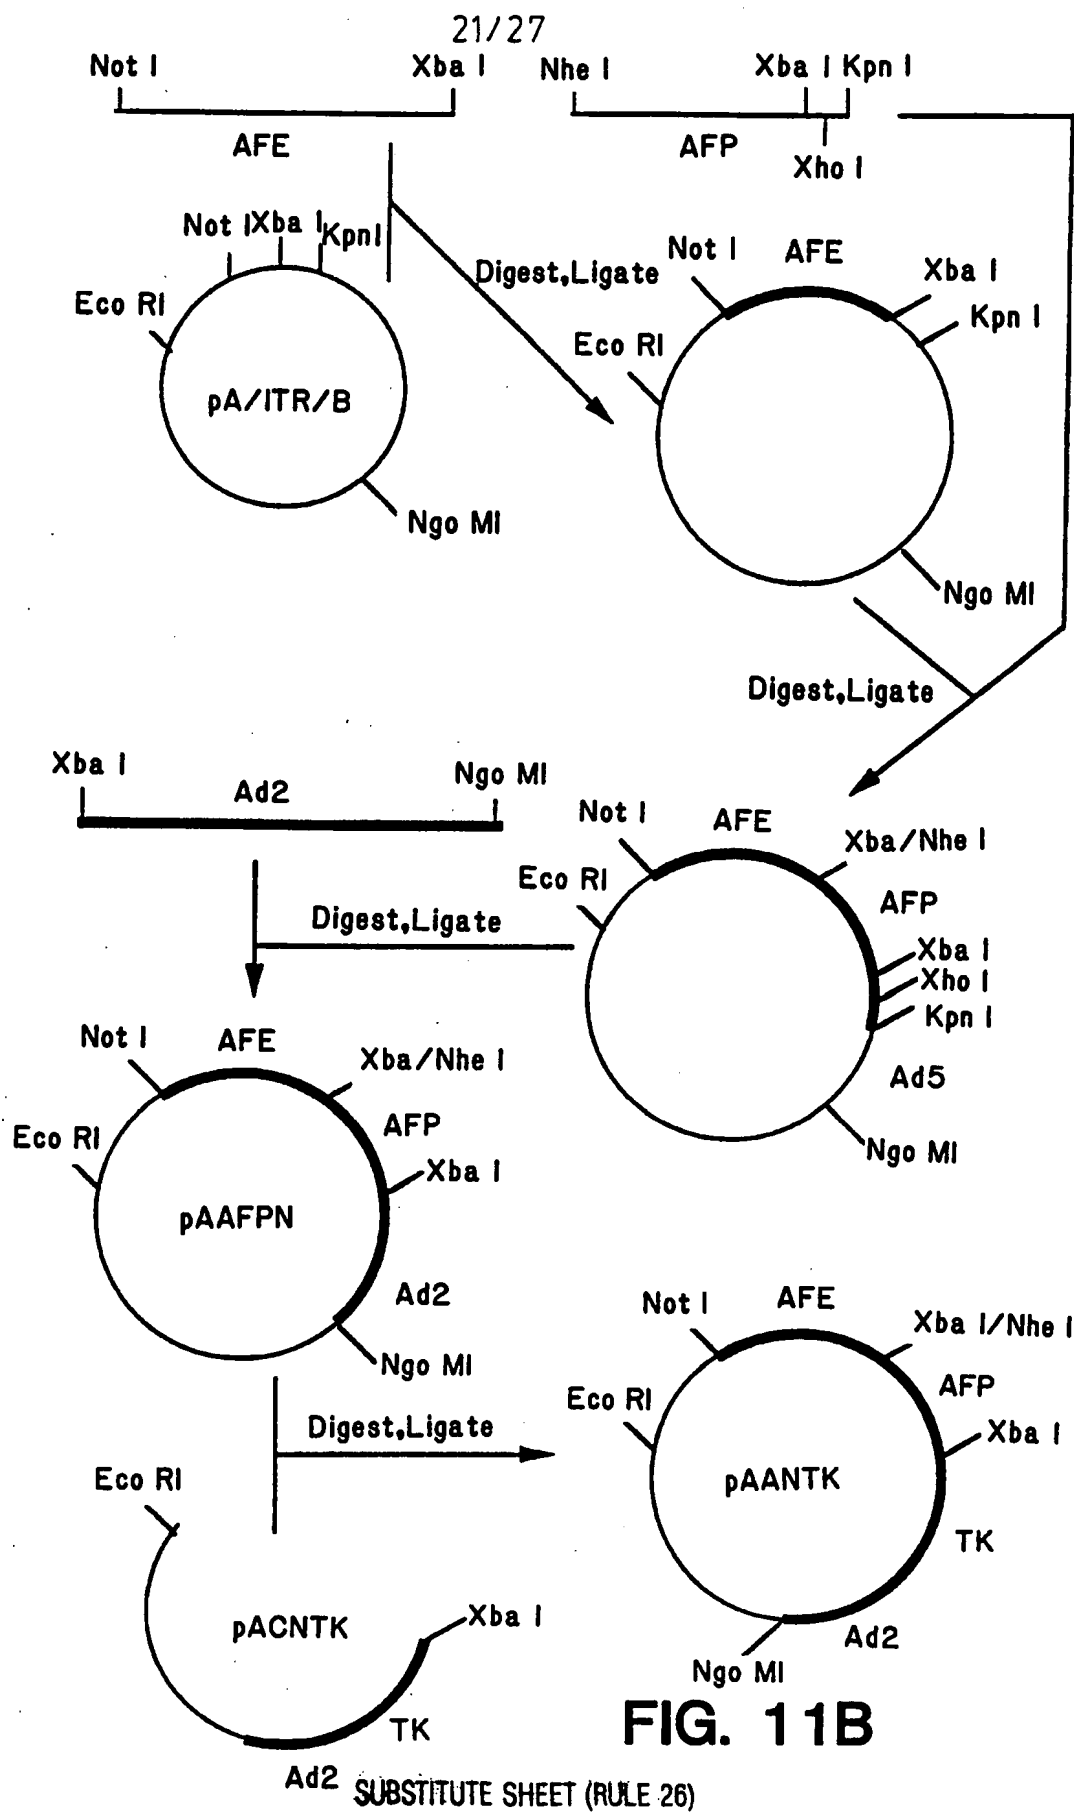 21/27
Not I
Xba I
Nhe I
Xba I
Kpn I
AFE
AFP
Xho I
Not I
Xba I
Kpn I
Eco RI
pA/ITR/B
Ngo MI
Digest,Ligate
Not I
AFE
Xba I
Kpn I
Eco RI
Ngo MI
Digest,Ligate
Xba I
Ad2
Ngo MI
Not I
AFE
Xba/Nhe I
Eco RI
AFP
Xba I
Xho I
Kpn I
Ad5
Ngo MI
Digest,Ligate
Not I
AFE
Xba/Nhe I
AFP
Eco RI
Xba I
pAAFPN
Ad2
Ngo MI
Digest,Ligate
Not I
AFE
Xba I/Nhe I
AFP
Eco RI
Xba I
pAANTK
TK
Ad2
Ngo MI
Eco RI
pACNTK
Xba I
TK
Ad2
FIG. 11B
SUBSTITUTE SHEET (RULE 26)